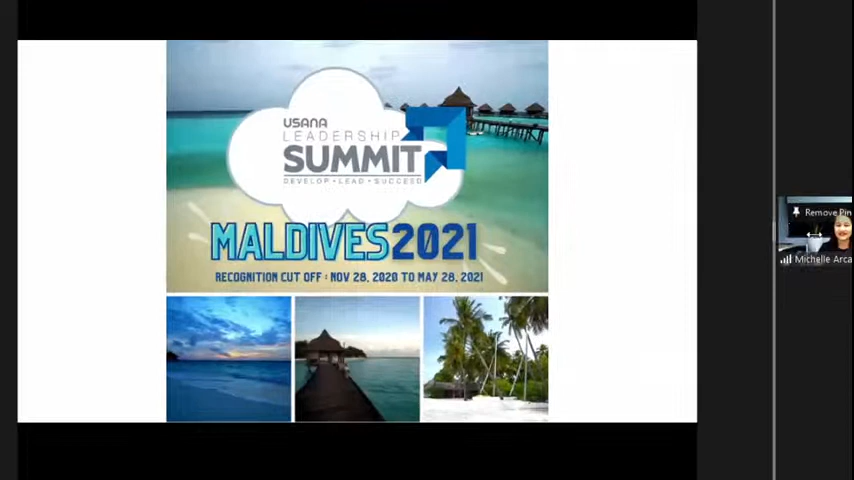 USANA
LEADERSHIP
SUMMIT
DEVELOP • LEAD • SUCCEED
MALDIVES2021
RECOGNITION CUT OFF : NOV 28, 2020 TO MAY 28, 2021
Remove Pin
Michelle Arca